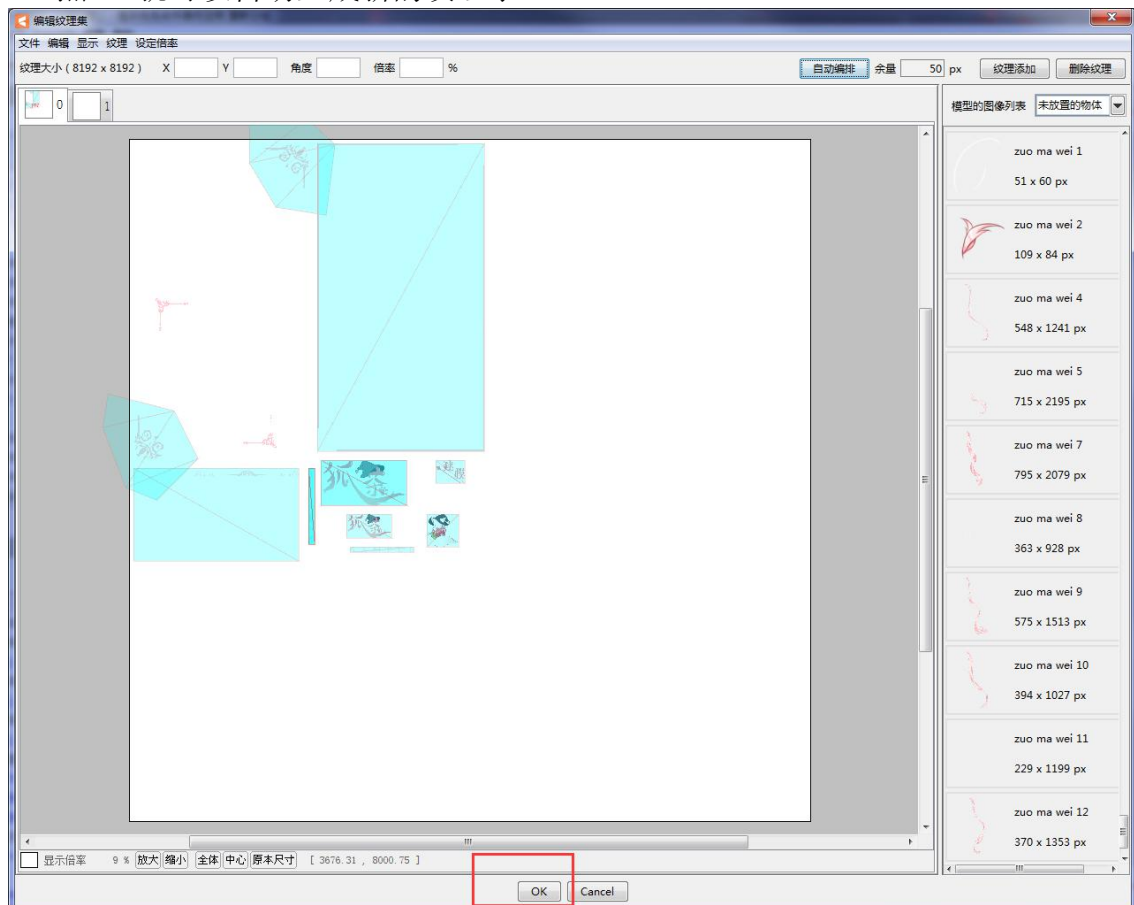 编辑纹理集
文件 编辑 显示 纹理 设定倍率
纹理大小 ( 8192 x 8192 ) X Y 角度 倍率 % 自动编排 余量 50 px 纹理添加 删除纹理
0 1
模型的图像列表 未放置的物体
zuo ma wei 1
51 x 60 px
zuo ma wei 2
109 x 84 px
zuo ma wei 4
548 x 1241 px
zuo ma wei 5
715 x 2195 px
zuo ma wei 7
795 x 2079 px
zuo ma wei 8
363 x 928 px
zuo ma wei 9
575 x 1513 px
zuo ma wei 10
394 x 1027 px
zuo ma wei 11
229 x 1199 px
zuo ma wei 12
370 x 1353 px
显示倍率 9 % 放大 缩小 全体 中心 原本尺寸 [ 3676.31 , 8000.75 ]
OK Cancel